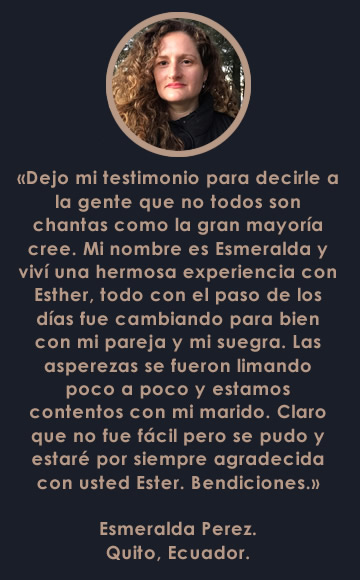 «Dejo mi testimonio para decirle a
la gente que no todos son
chantas como la gran mayoría
cree. Mi nombre es Esmeralda y
viví una hermosa experiencia con
Esther, todo con el paso de los
días fue cambiando para bien
con mi pareja y mi suegra. Las
asperezas se fueron limando
poco a poco y estamos
contentos con mi marido. Claro
que no fue fácil pero se pudo y
estaré por siempre agradecida
con usted Ester. Bendiciones.»
Esmeralda Perez.
Quito, Ecuador.